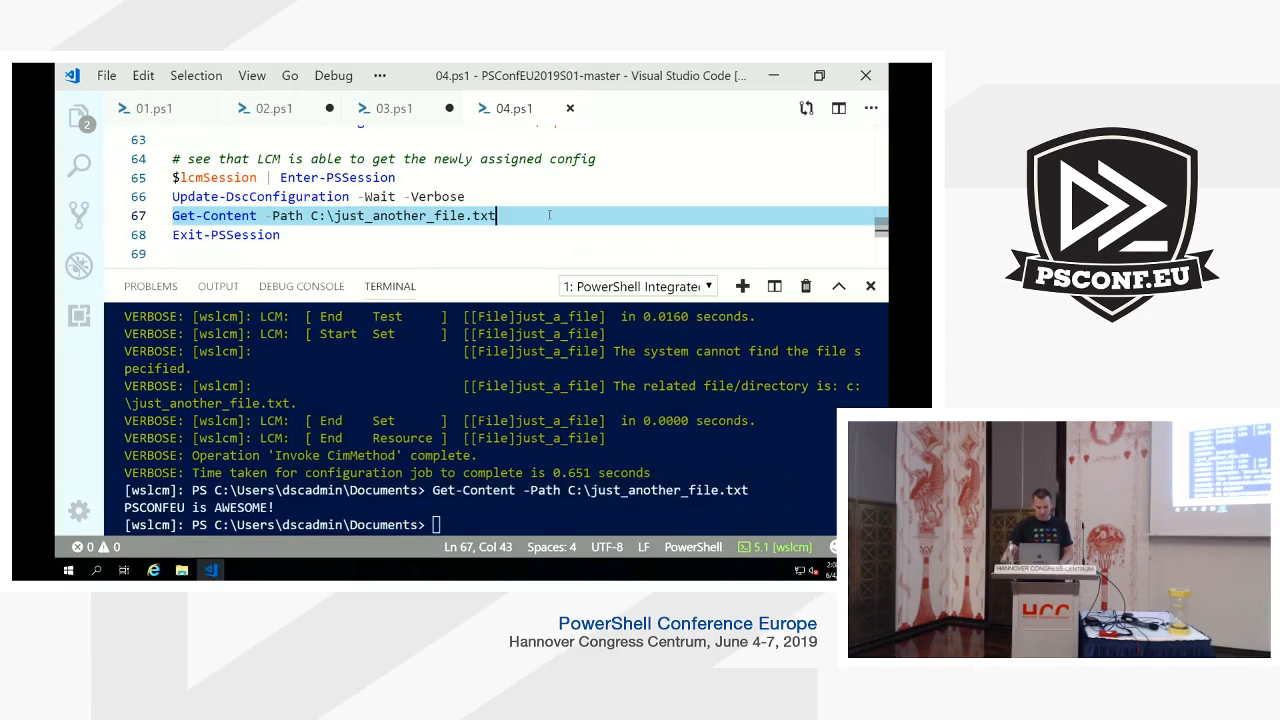 File Edit Selection View Go Debug ••• 04.ps1 - PSConfEU2019S01-master - Visual Studio Code [...
01.ps1 02.ps1 03.ps1 04.ps1
63
64 # see that LCM is able to get the newly assigned config
65 $lcmSession | Enter-PSSession
66 Update-DscConfiguration -Wait -Verbose
67 Get-Content -Path C:\just_another_file.txt
68 Exit-PSSession
69
2
PROBLEMS OUTPUT DEBUG CONSOLE TERMINAL 1: PowerShell Integrate
VERBOSE: [wslcm]: LCM: [ End Test ] [[File]just_a_file] in 0.0160 seconds.
VERBOSE: [wslcm]: LCM: [ Start Set ] [[File]just_a_file]
VERBOSE: [wslcm]: [[File]just_a_file] The system cannot find the file s
pecified.
VERBOSE: [wslcm]: [[File]just_a_file] The related file/directory is: c:
\just_another_file.txt.
VERBOSE: [wslcm]: LCM: [ End Set ] [[File]just_a_file] in 0.0000 seconds.
VERBOSE: [wslcm]: LCM: [ End Resource ] [[File]just_a_file]
VERBOSE: Operation 'Invoke CimMethod' complete.
VERBOSE: Time taken for configuration job to complete is 0.651 seconds
[wslcm]: PS C:\Users\dscadmin\Documents> Get-Content -Path C:\just_another_file.txt
PSCONFEU is AWESOME!
[wslcm]: PS C:\Users\dscadmin\Documents>
0 0 Ln 67, Col 43 Spaces: 4 UTF-8 LF PowerShell 5.1 [wslcm]
PSCONF.EU
HANNOVER CONGRESS CENTRUM
HCC
PowerShell Conference Europe
Hannover Congress Centrum, June 4-7, 2019